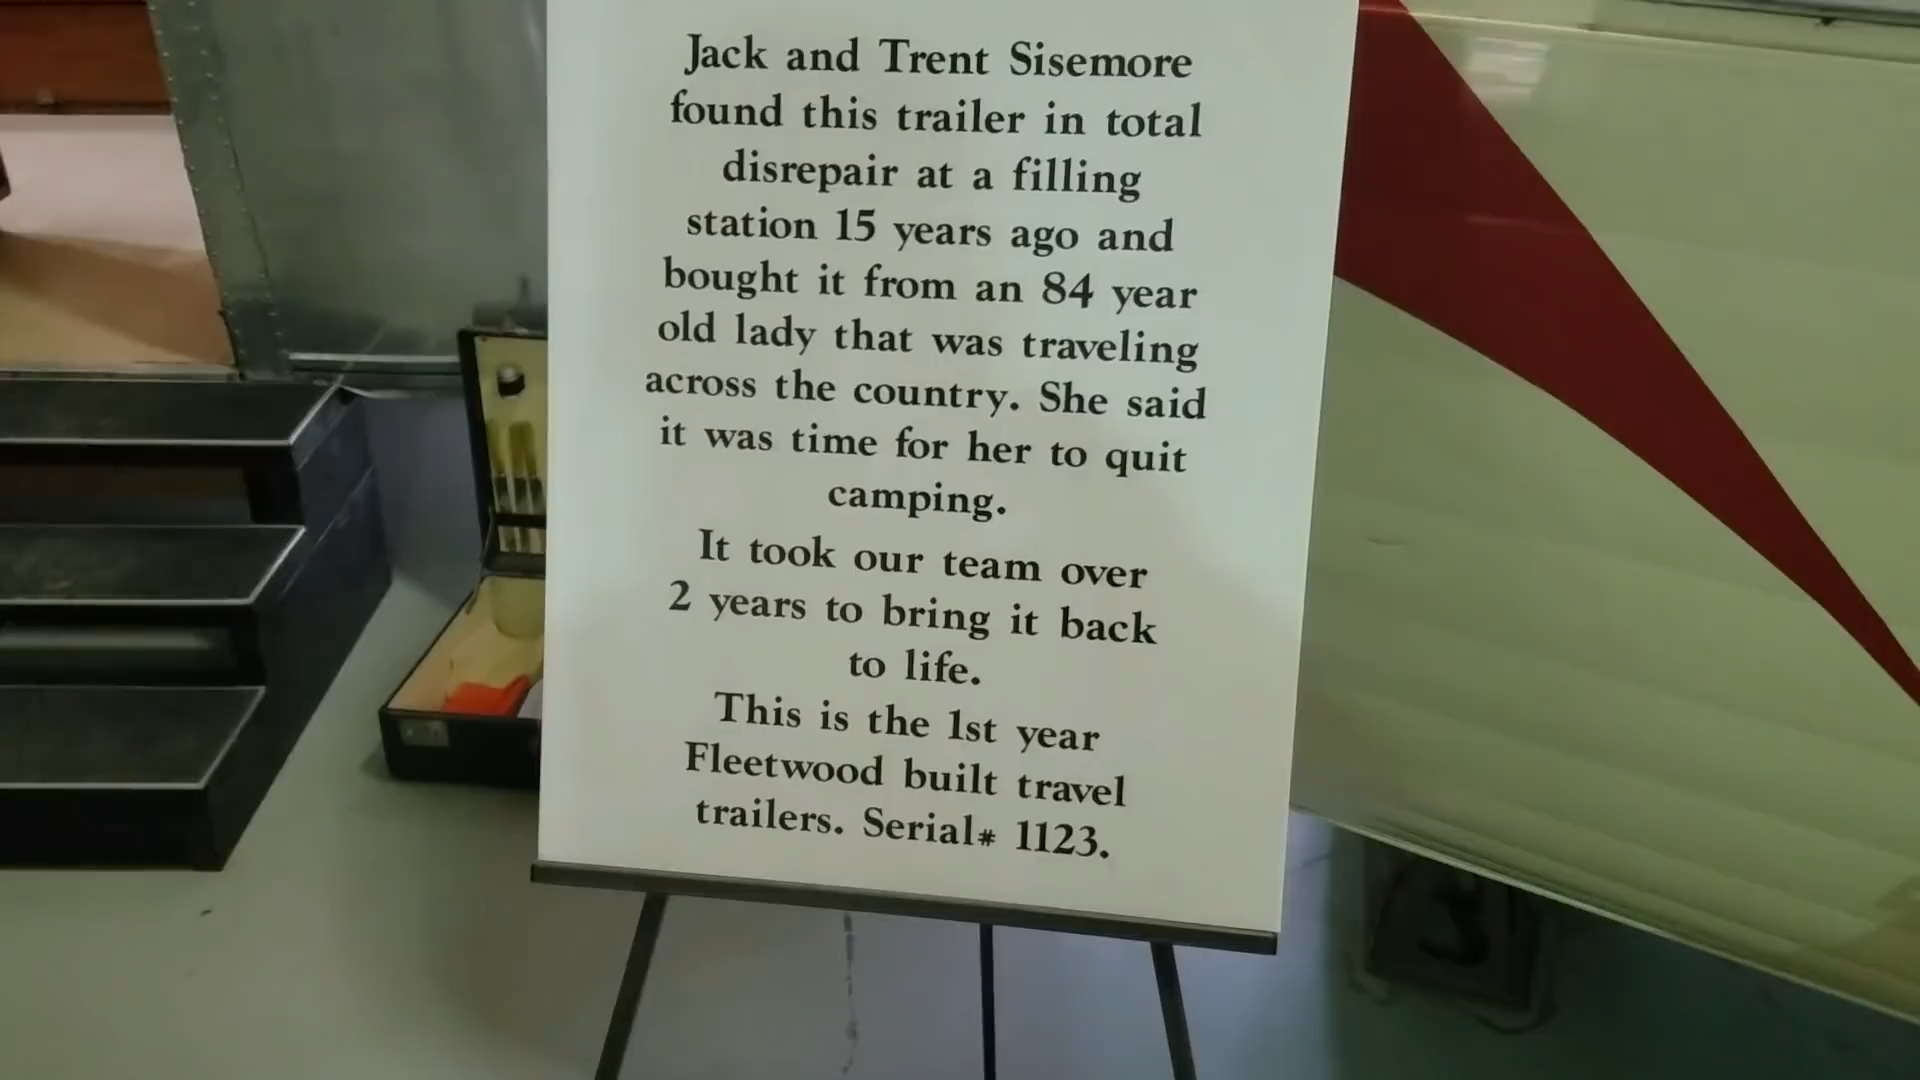 Jack and Trent Sisemore
found this trailer in total
disrepair at a filling
station 15 years ago and
bought it from an 84 year
old lady that was traveling
across the country. She said
it was time for her to quit
camping.
It took our team over
2 years to bring it back
to life.
This is the 1st year
Fleetwood built travel
trailers. Serial# 1123.